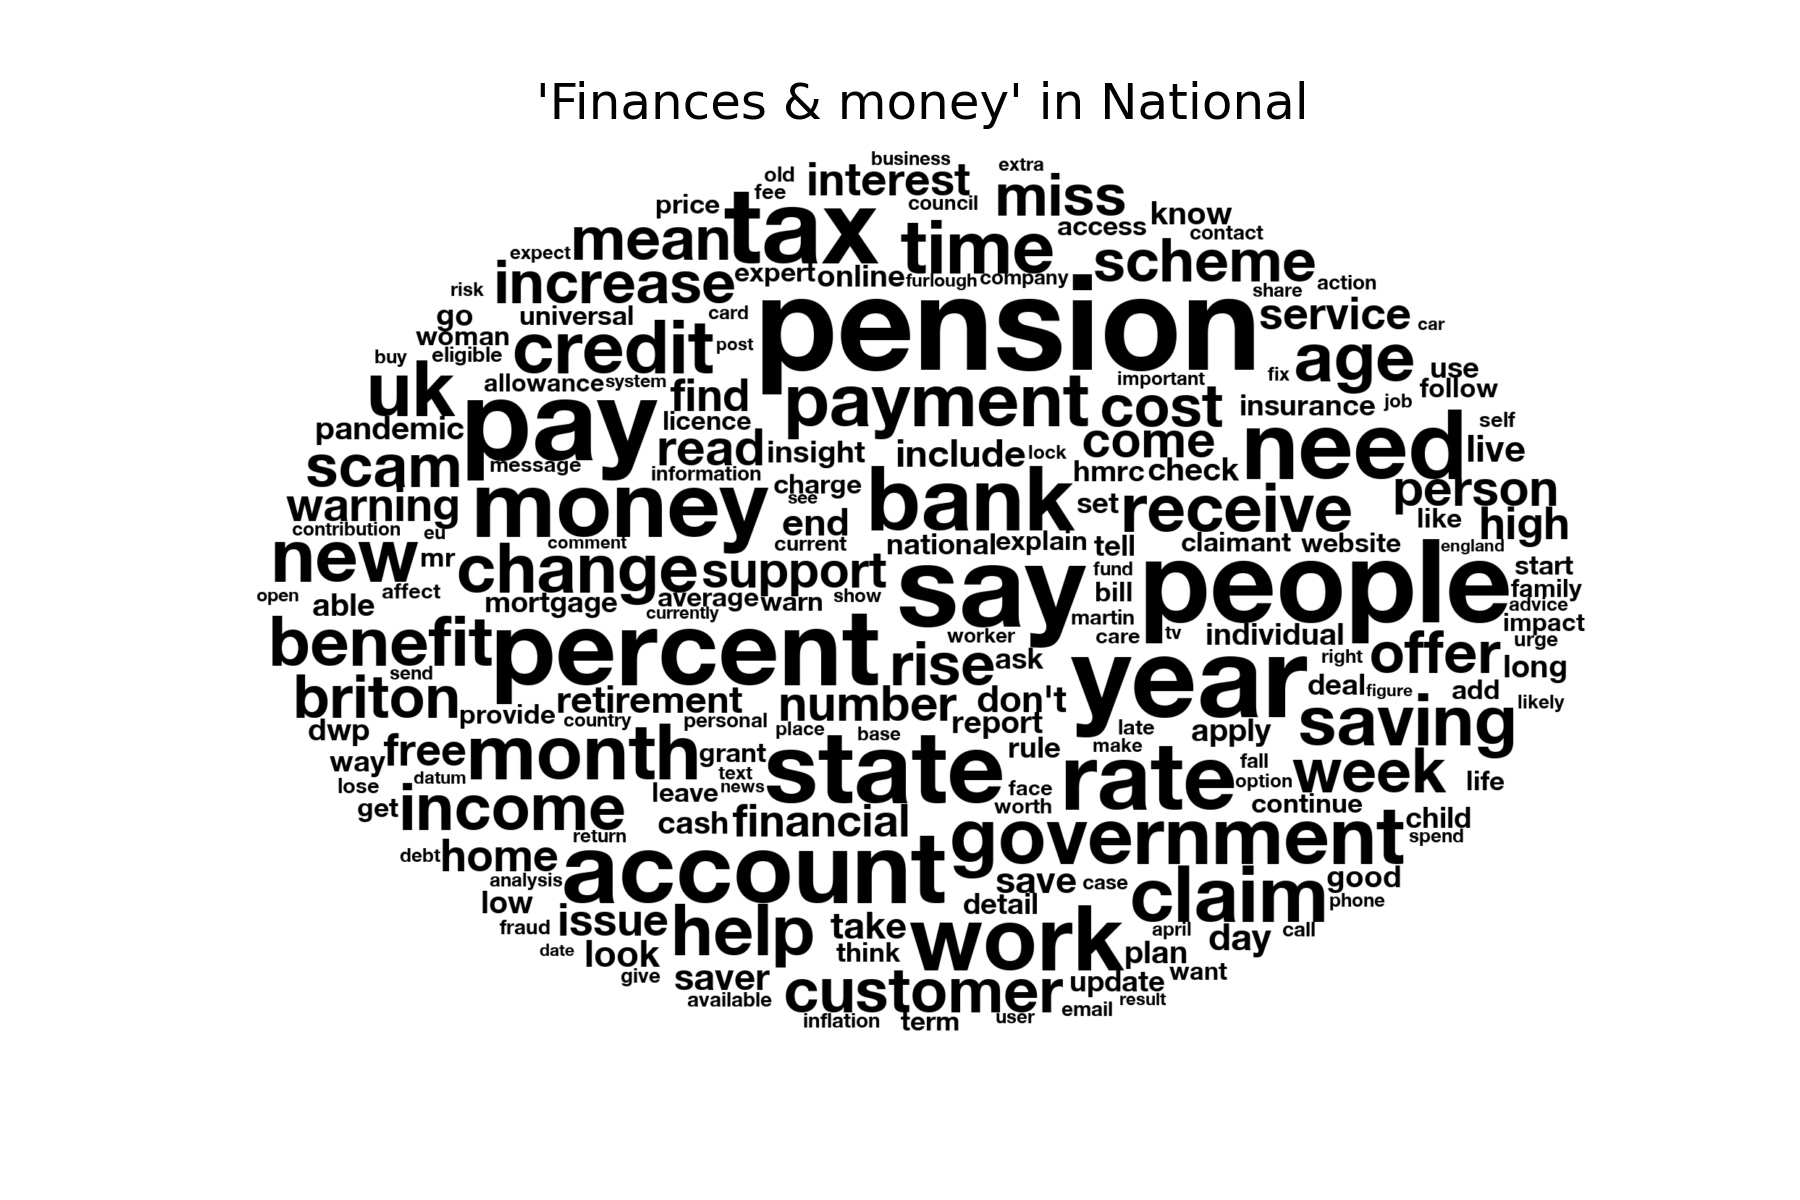 'Finances & money' in National
business
old interest extra
fee council miss
price tax know
mean time access contact
expect scheme
increase expert online furlough company action
risk share
go universal card pension service car
woman credit post age
buy eligible use
uk allowance system find payment important fix follow
pay cost insurance job
pandemic licence come need self
scam read insight include lock live
message information hmrc check
warning money charge bank set receive person
see like high
contribution eu end
new mr comment current national explain tell claimant website england
change support say fund people start
open able affect mortgage average warn show bill family
currently martin advice
benefit percent worker care tv individual impact
send rise ask year right offer urge
briton retirement number don't deal figure add long
provide country personal report saving likely
dwp place base late apply
way free month grant state rule make fall
datum text rate option week life
lose leave news face
get income cash financial worth continue child
return government spend
debt home account save case good
analysis claim phone
low issue help detail april
fraud take work day call
date look think plan
give saver update want
available customer email result
inflation term user